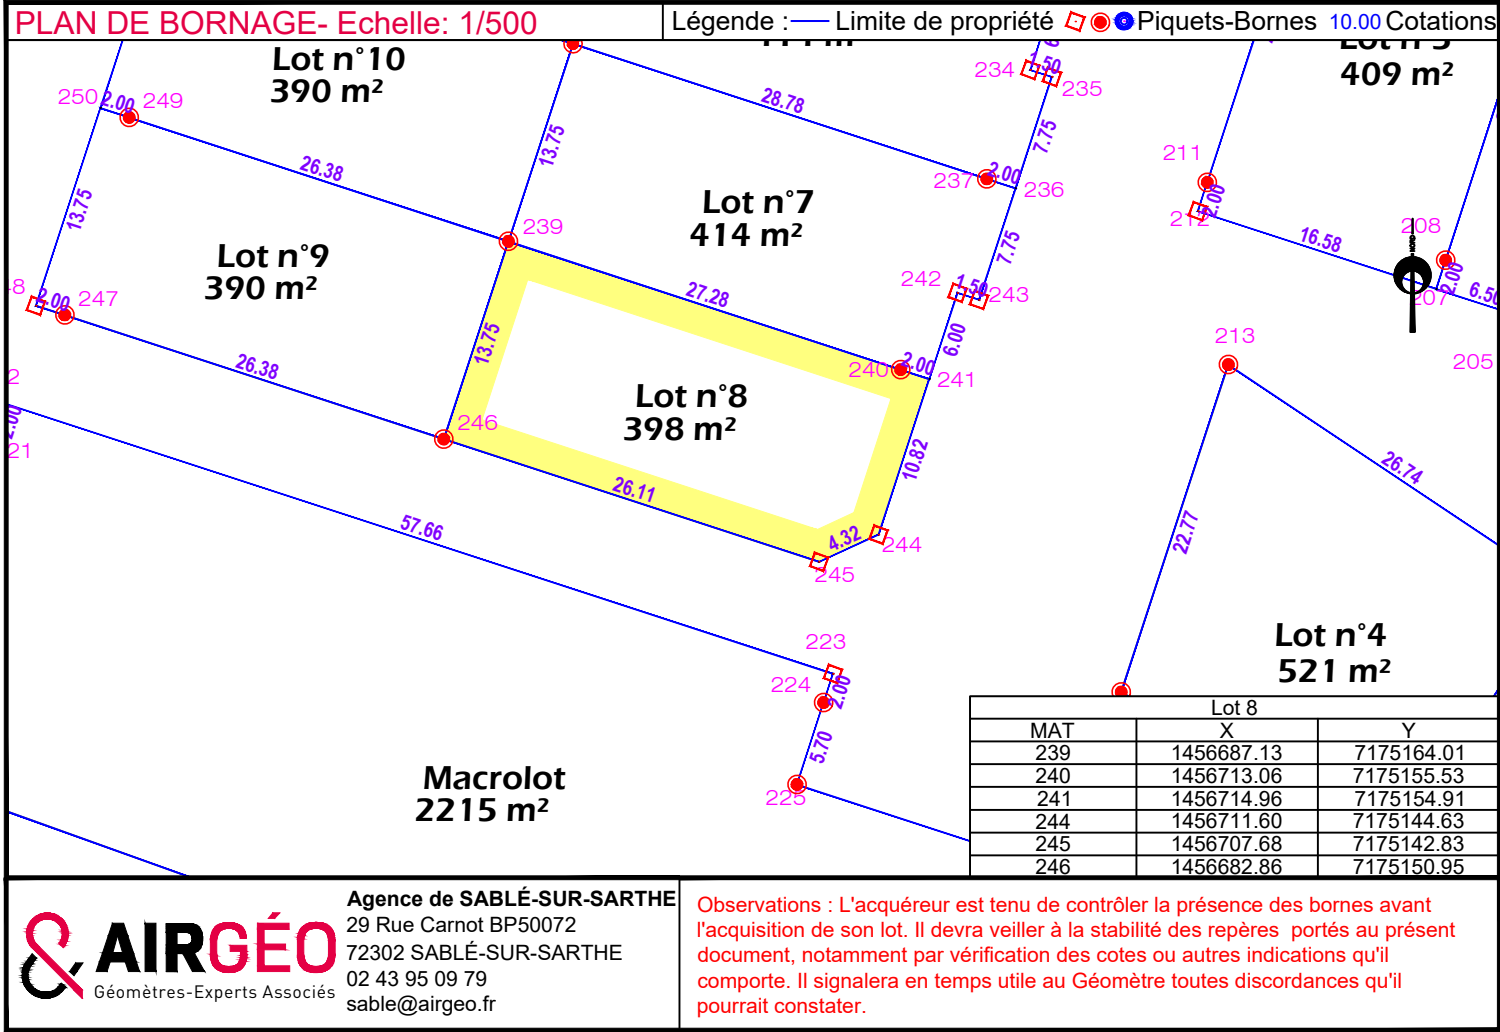 PLAN DE BORNAGE- Echelle: 1/500
Légende : Limite de propriété Piquets-Bornes 10.00 Cotations
Lot n°10
390 m²
409 m²
234
1.50
235
250
2.00
249
28.78
7.75
13.75
26.38
13.75
237
2.00
236
211
2.00
212
Lot n°7
414 m²
239
16.58
208
NORD
2.00
207
6.50
Lot n°9
390 m²
7.75
242
1.50
243
247
2.00
27.28
13.75
6.00
213
26.38
240
2.00
241
205
Lot n°8
398 m²
246
2.00
21
10.82
26.74
26.11
57.66
4.32
244
245
22.77
223
224
2.00
5.70
225
Lot n°4
521 m²
Macrolot
2215 m²
Lot 8
MAT X Y
239 1456687.13 7175164.01
240 1456713.06 7175155.53
241 1456714.96 7175154.91
244 1456711.60 7175144.63
245 1456707.68 7175142.83
246 1456682.86 7175150.95
AIRGÉO
Géomètres-Experts Associés
Agence de SABLÉ-SUR-SARTHE
29 Rue Carnot BP50072
72302 SABLÉ-SUR-SARTHE
02 43 95 09 79
sable@airgeo.fr
Observations : L'acquéreur est tenu de contrôler la présence des bornes avant
l'acquisition de son lot. Il devra veiller à la stabilité des repères portés au présent
document, notamment par vérification des cotes ou autres indications qu'il
comporte. Il signalera en temps utile au Géomètre toutes discordances qu'il
pourrait constater.